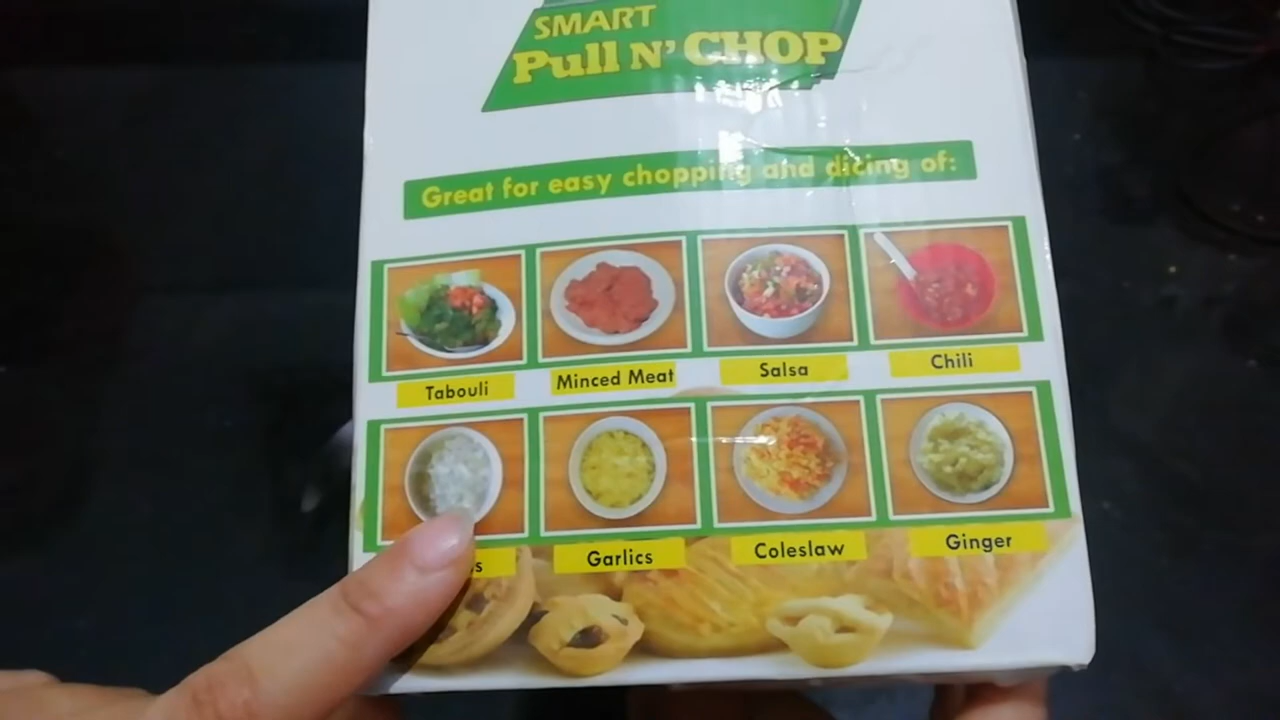 SMART
Pull N' CHOP
Great for easy chopping and dicing of:
Tabouli
Minced Meat
Salsa
Chili
Garlics
Coleslaw
Ginger